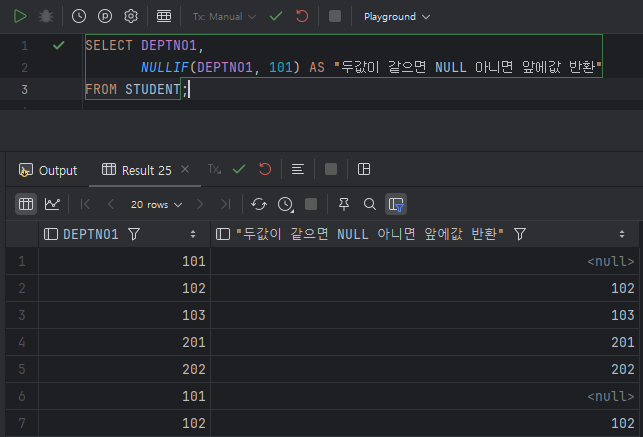 Tx: Manual
Playground
1 SELECT DEPTNO1,
2 NULLIF(DEPTNO1, 101) AS "두값이 같으면 NULL 아니면 앞에값 반환"
3 FROM STUDENT;
Output
Result 25
Tx
20 rows
DEPTNO1 "두값이 같으면 NULL 아니면 앞에값 반환"
1 101 <null>
2 102 102
3 103 103
4 201 201
5 202 202
6 101 <null>
7 102 102